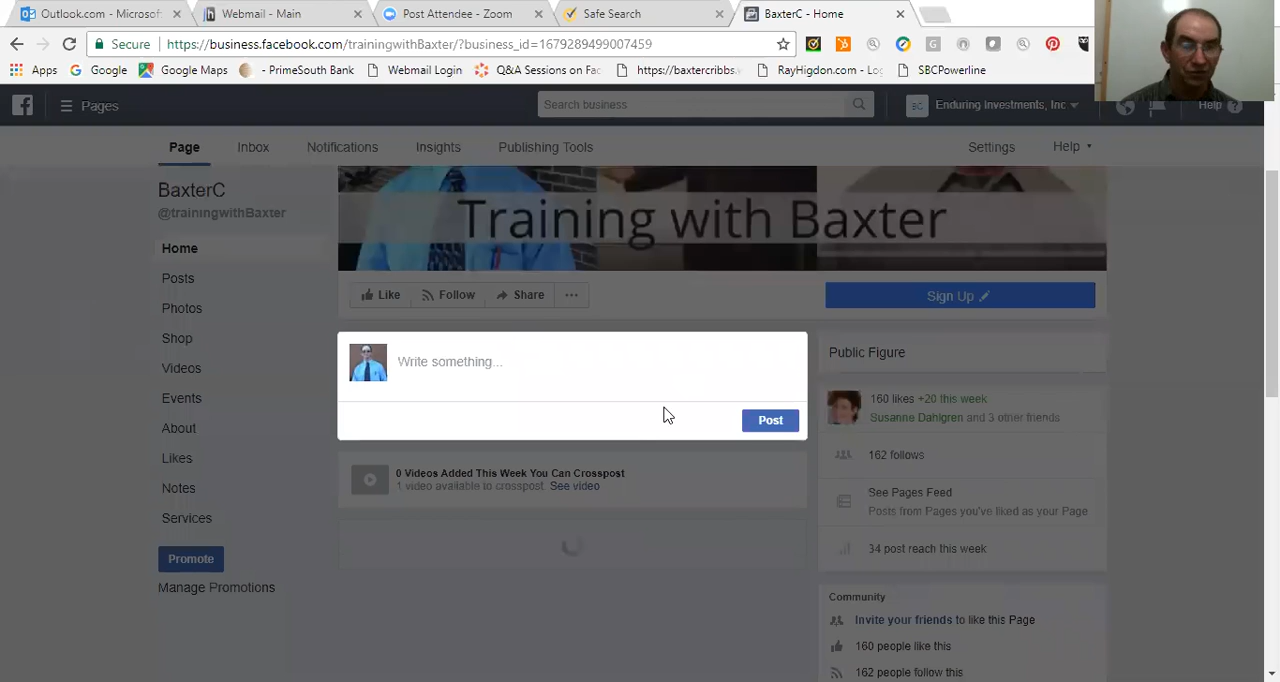 Outlook.com - Microsof
Webmail - Main
Post Attendee - Zoom
Safe Search
BaxterC - Home
Secure
https://business.facebook.com/trainingwithBaxter/?business_id=1679289499007459
Apps
Google
Google Maps
- PrimeSouth Bank
Webmail Login
Q&A Sessions on Fac
https://baxtercribbs.
RayHigdon.com - Log
SBCPowerline
Pages
Search business
BC
Enduring Investments, Inc
Help
Page
Inbox
Notifications
Insights
Publishing Tools
Settings
Help
BaxterC
@trainingwithBaxter
Home
Posts
Photos
Shop
Videos
Events
About
Likes
Notes
Services
Promote
Manage Promotions
Training with Baxter
Like
Follow
Share
...
Sign Up
Write something...
Post
0 Videos Added This Week You Can Crosspost
1 video available to crosspost See video
Public Figure
160 likes +20 this week
Susanne Dahlgren and 3 other friends
162 follows
See Pages Feed
Posts from Pages you've liked as your Page
34 post reach this week
Community
Invite your friends to like this Page
160 people like this
162 people follow this